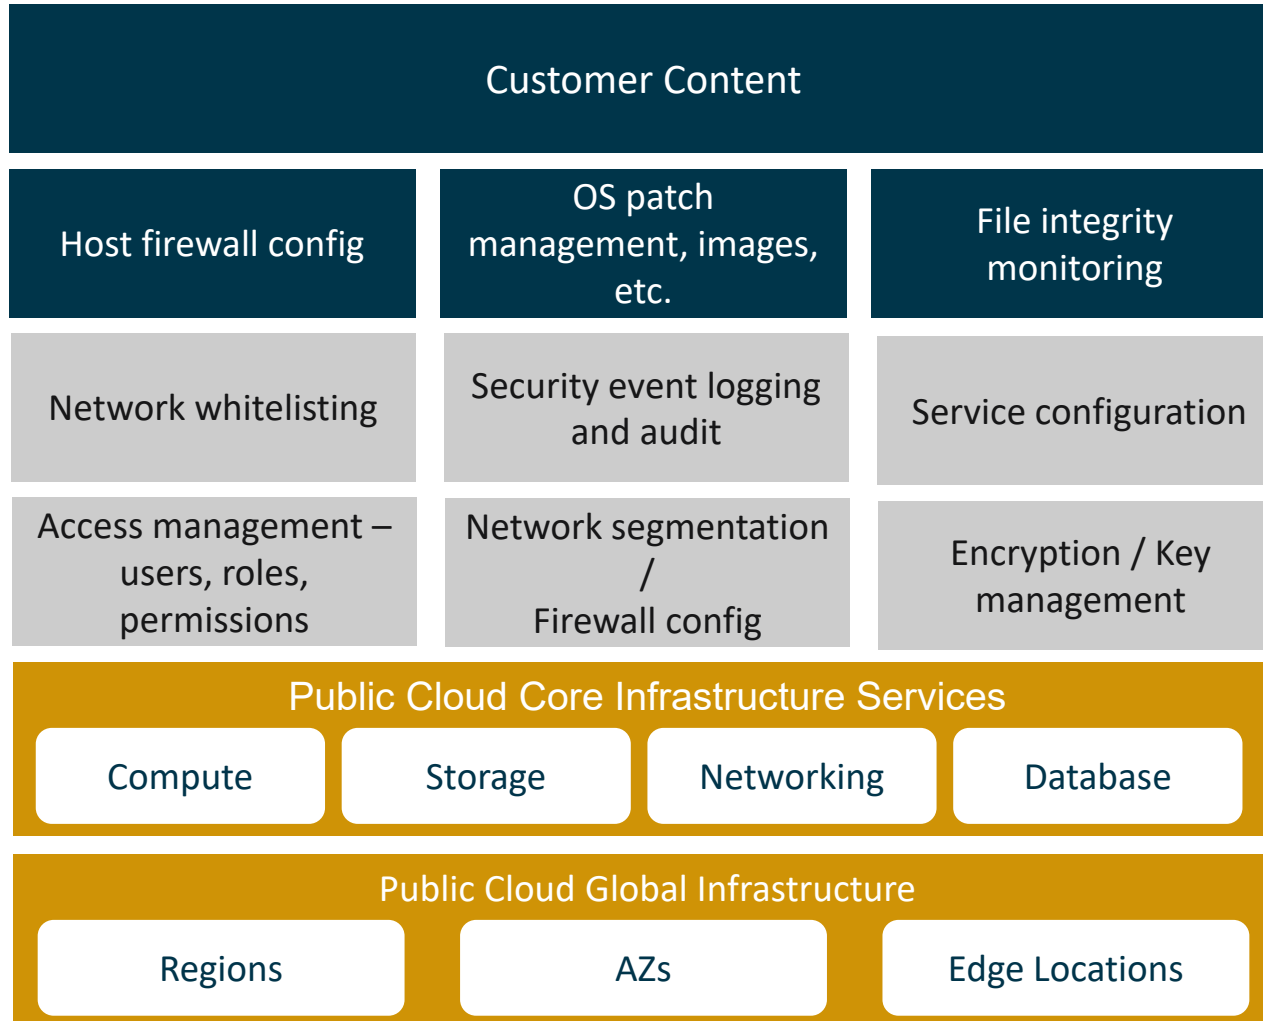 Customer Content
Host firewall config
OS patch
management, images,
etc.
File integrity
monitoring
Network whitelisting
Security event logging
and audit
Service configuration
Access management –
users, roles,
permissions
Network segmentation
/
Firewall config
Encryption / Key
management
Public Cloud Core Infrastructure Services
Compute
Storage
Networking
Database
Public Cloud Global Infrastructure
Regions
AZs
Edge Locations